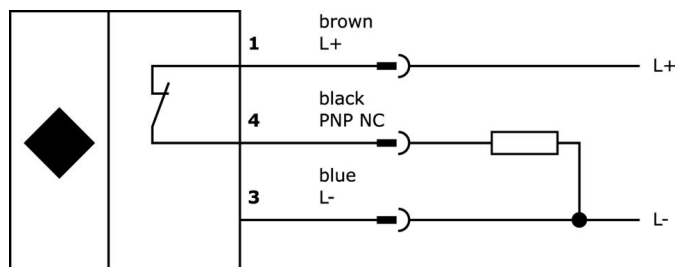 brown
1 L+ L+
black
4 PNP NC
blue
3 L- L-